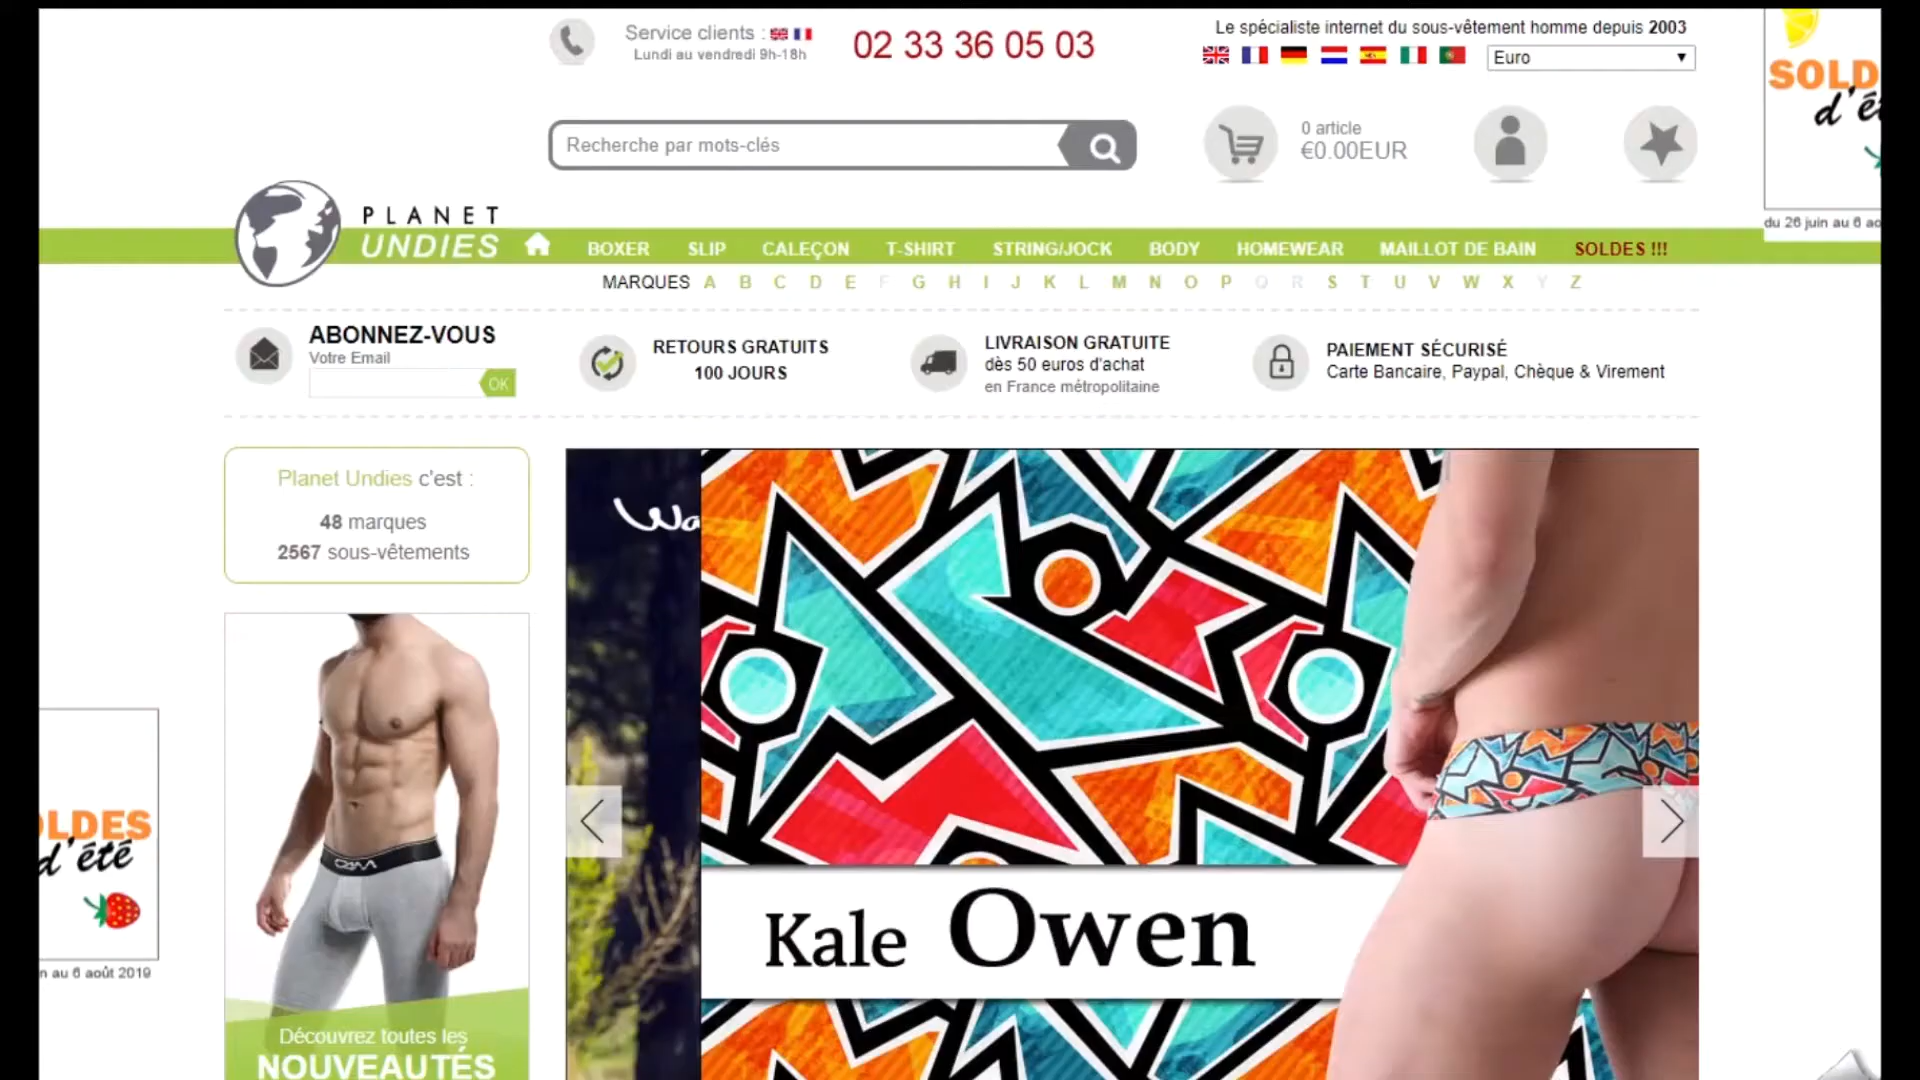 Service clients :
Lundi au vendredi 9h-18h
02 33 36 05 03
Le spécialiste internet du sous-vêtement homme depuis 2003
Euro
Recherche par mots-clés
0 article
€0.00EUR
SOLD
d'é
du 26 juin au 6 ao
PLANET
UNDIES
BOXER SLIP CALEÇON T-SHIRT STRING/JOCK BODY HOMEWEAR MAILLOT DE BAIN SOLDES !!!
MARQUES A B C D E F G H I J K L M N O P Q R S T U V W X Y Z
ABONNEZ-VOUS
Votre Email
OK
RETOURS GRATUITS
100 JOURS
LIVRAISON GRATUITE
dès 50 euros d'achat
en France métropolitaine
PAIEMENT SÉCURISÉ
Carte Bancaire, Paypal, Chèque & Virement
Planet Undies c'est :
48 marques
2567 sous-vêtements
Wa
Kale Owen
OLDES
d'été
n au 6 août 2019
Découvrez toutes les
NOUVEAUTÉS